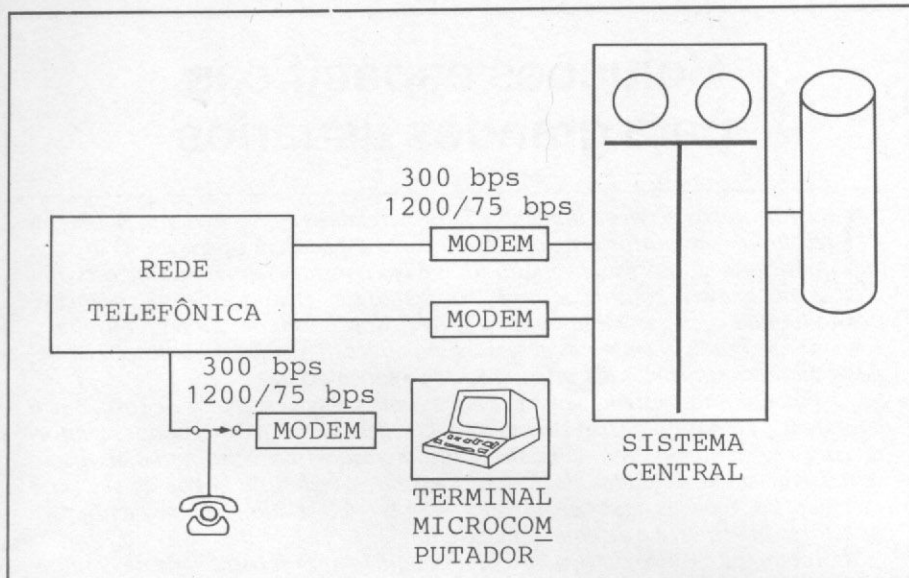 300 bps
1200/75 bps
MODEM
REDE
TELEFÔNICA
MODEM
300 bps
1200/75 bps
MODEM
SISTEMA
CENTRAL
TERMINAL
MICROCOM
PUTADOR